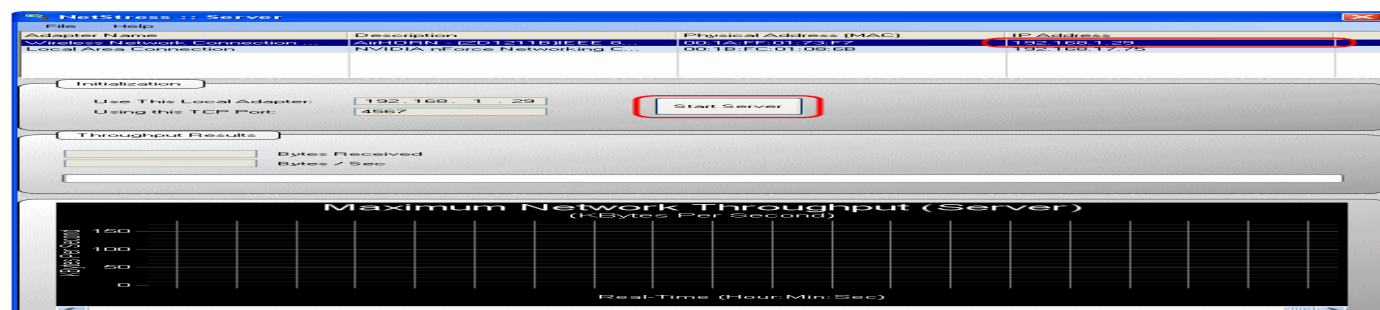 NetStress :: Server
File Help
Adapter Name Description Physical Address (MAC) IP Address
Wireless Network Connection ... AirHORN - [ZD1211B]IEEE 8... 00:1A:FF:01:73:F7 192.168.1.29
Local Area Connection NVIDIA nForce Networking C... 00:1B:FC:01:08:6B 192.168.17.75
Initialization
Use This Local Adapter: 192 . 168 . 1 . 29
Start Server
Using this TCP Port: 4567
Throughput Results
Bytes Received
Bytes / Sec
Maximum Network Throughput (Server)
(KBytes Per Second)
KBytes Per Second
150
100
50
0
Real-Time (Hour:Min:Sec)